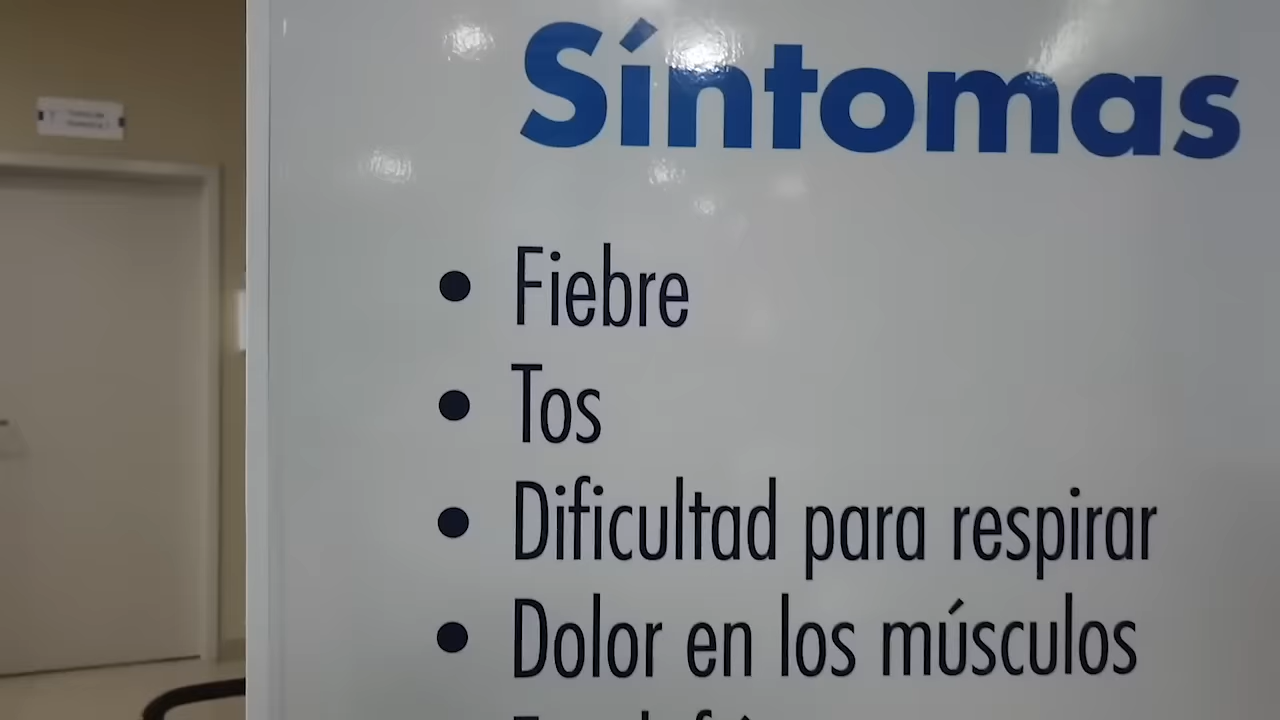 Síntomas
• Fiebre
• Tos
• Dificultad para respirar
• Dolor en los músculos